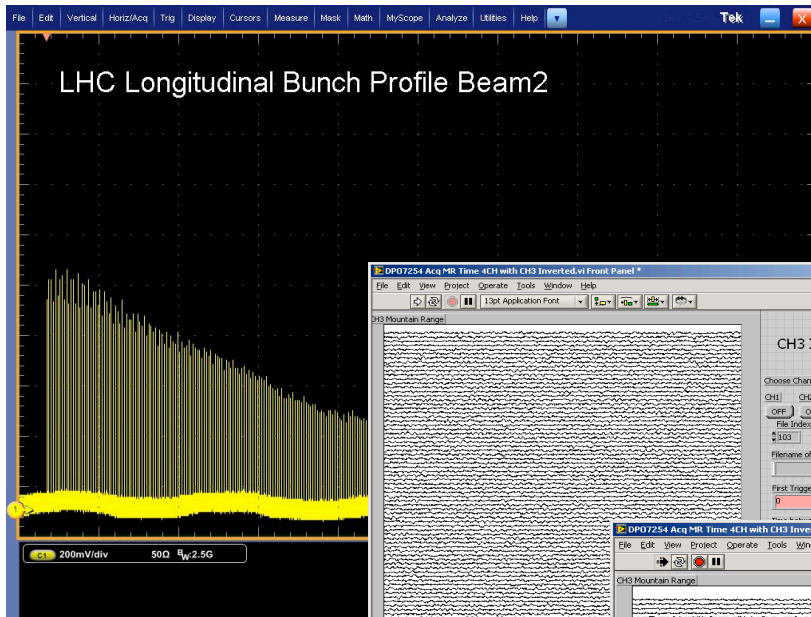 File Edit Vertical Horiz/Acq Trig Display Cursors Measure Mask Math MyScope Analyze Utilities Help Tek X
LHC Longitudinal Bunch Profile Beam2
DPO7254 Acq MR Time 4CH with CH3 Inverted.vi Front Panel *
File Edit View Project Operate Tools Window Help
13pt Application Font
CH3 Mountain Range
CH3
Choose Chan
CH1 CH2
OFF
File Index
103
Filename of
First Trigge
0
1
DPO7254 Acq MR Time 4CH with CH3 Inve
File Edit View Project Operate Tools Win
C1 200mV/div 50Ω BW:2.5G
CH3 Mountain Range